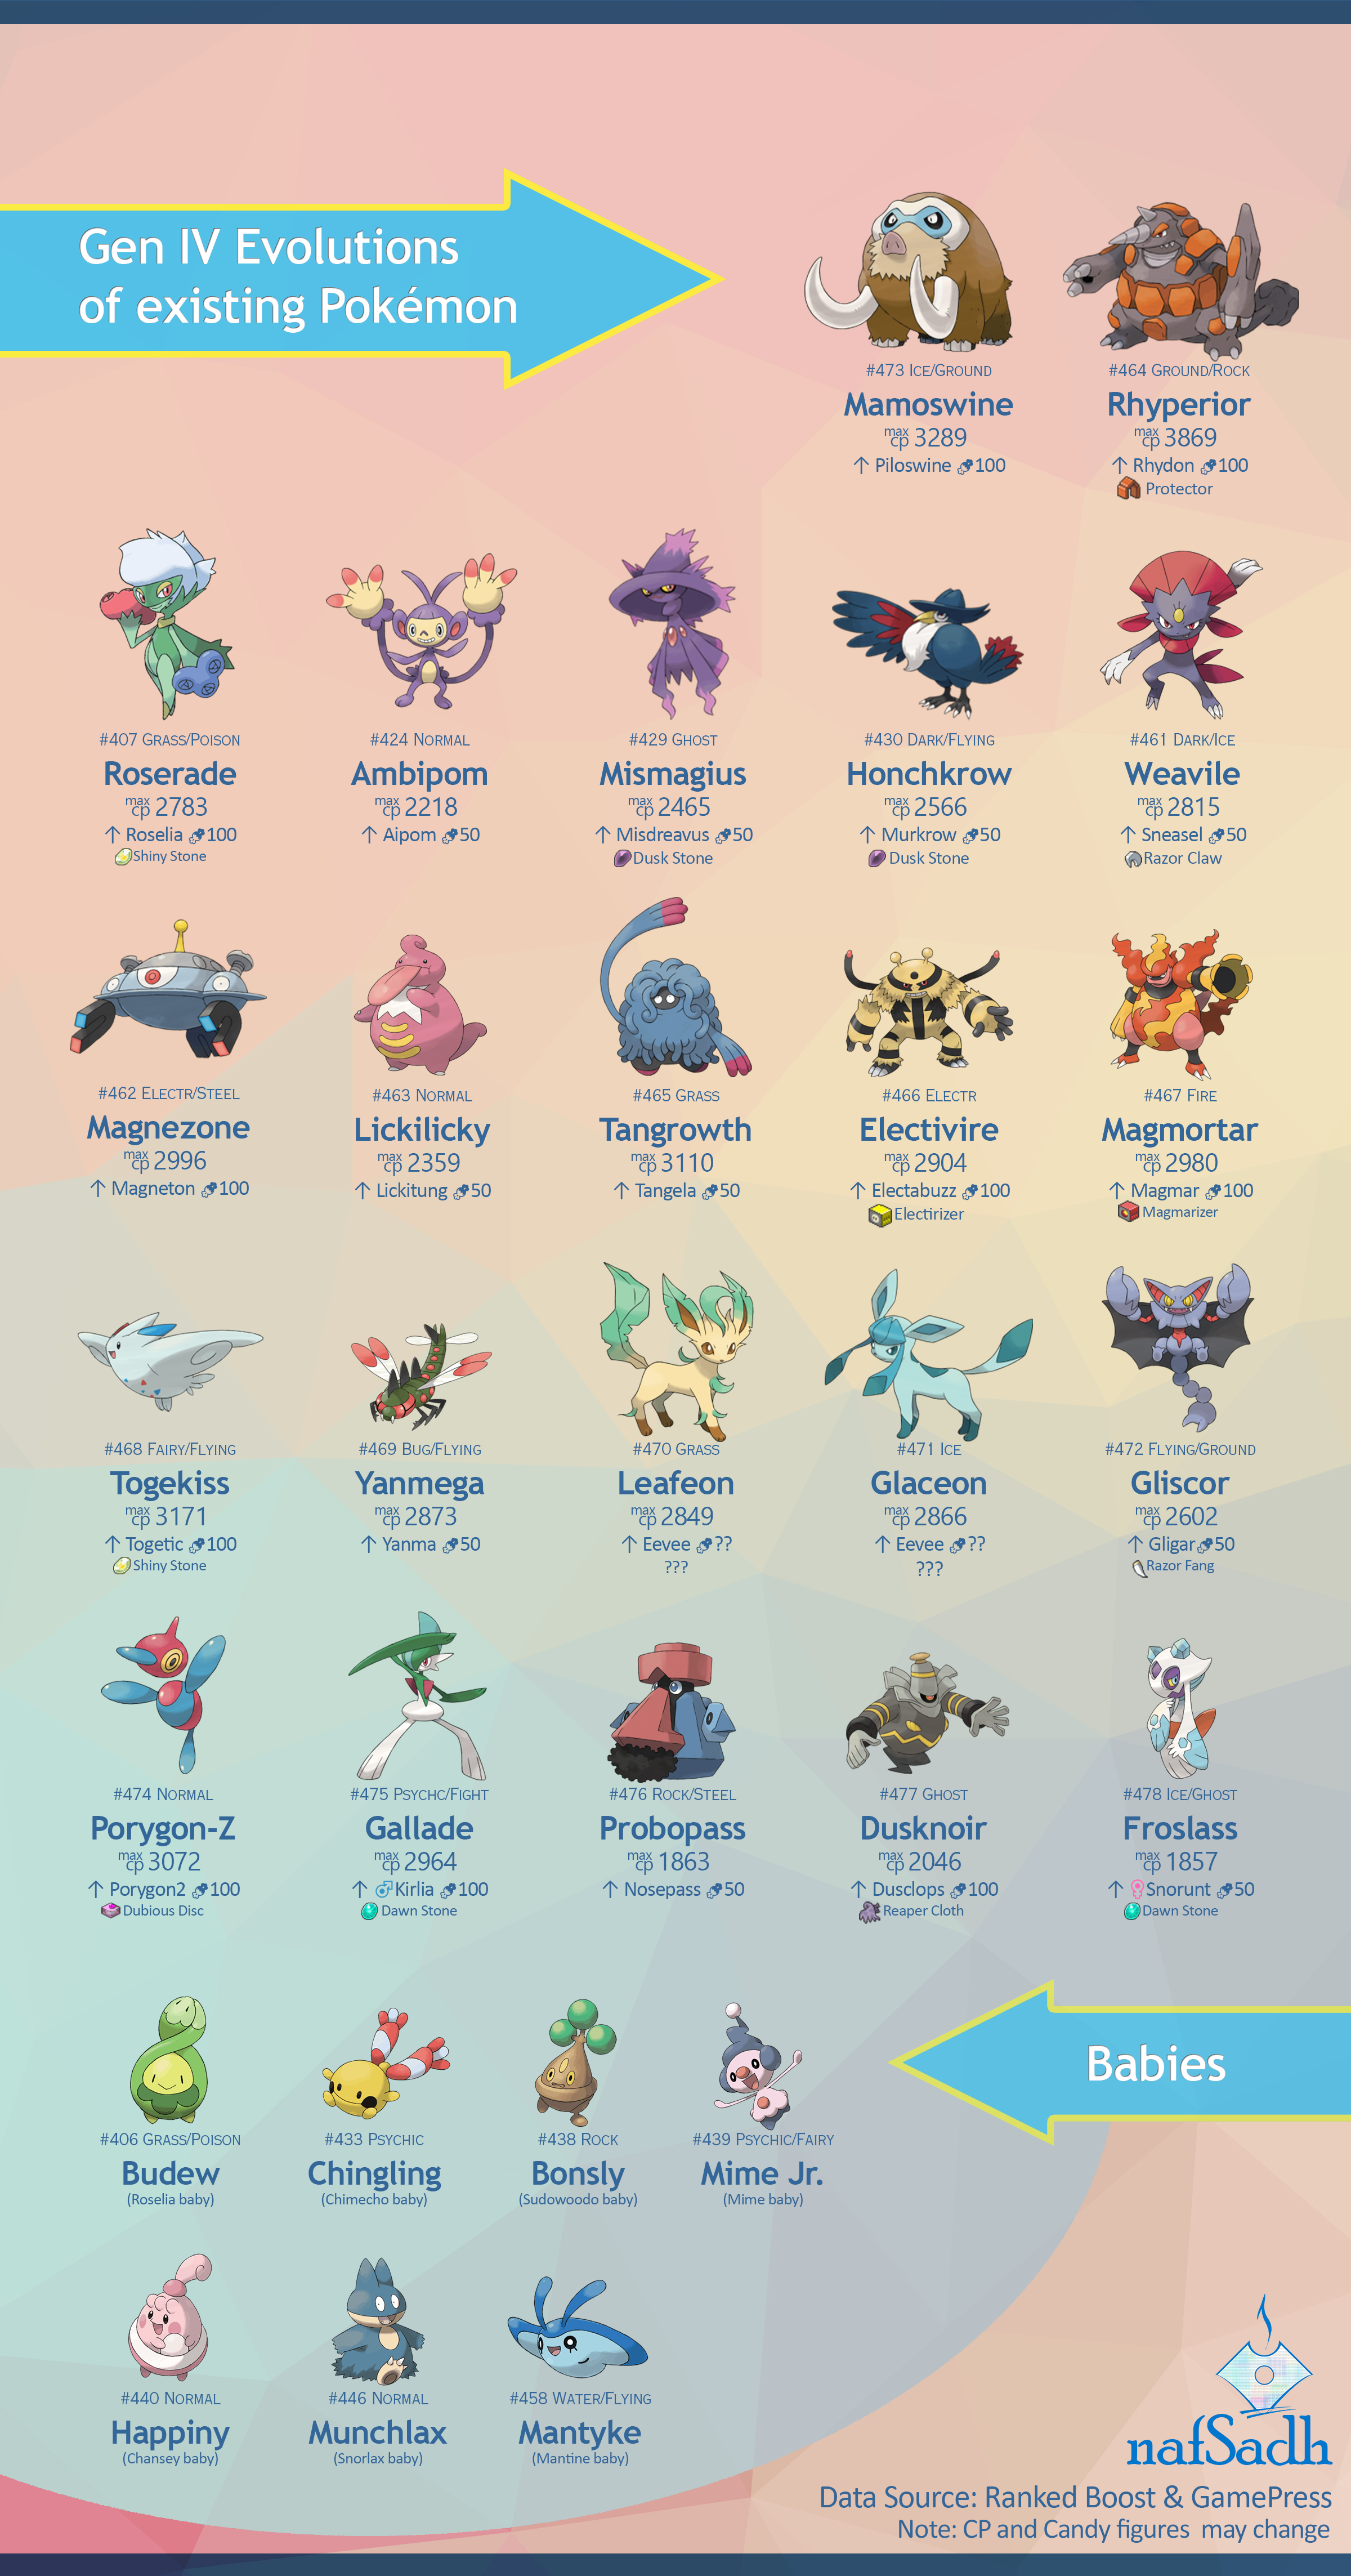 Gen IV Evolutions
of existing Pokémon
#473 ICE/GROUND
Mamoswine
max cp 3289
↑ Piloswine 100
#464 GROUND/ROCK
Rhyperior
max cp 3869
↑ Rhydon 100
Protector
#407 GRASS/POISON
Roserade
max cp 2783
↑ Roselia 100
Shiny Stone
#424 NORMAL
Ambipom
max cp 2218
↑ Aipom 50
#429 GHOST
Mismagius
max cp 2465
↑ Misdreavus 50
Dusk Stone
#430 DARK/FLYING
Honchkrow
max cp 2566
↑ Murkrow 50
Dusk Stone
#461 DARK/ICE
Weavile
max cp 2815
↑ Sneasel 50
Razor Claw
#462 ELECTR/STEEL
Magnezone
max cp 2996
↑ Magneton 100
#463 NORMAL
Lickilicky
max cp 2359
↑ Lickitung 50
#465 GRASS
Tangrowth
max cp 3110
↑ Tangela 50
#466 ELECTR
Electivire
max cp 2904
↑ Electabuzz 100
Electirizer
#467 FIRE
Magmortar
max cp 2980
↑ Magmar 100
Magmarizer
#468 FAIRY/FLYING
Togekiss
max cp 3171
↑ Togetic 100
Shiny Stone
#469 BUG/FLYING
Yanmega
max cp 2873
↑ Yanma 50
#470 GRASS
Leafeon
max cp 2849
↑ Eevee ??
???
#471 ICE
Glaceon
max cp 2866
↑ Eevee ??
???
#472 FLYING/GROUND
Gliscor
max cp 2602
↑ Gligar 50
Razor Fang
#474 NORMAL
Porygon-Z
max cp 3072
↑ Porygon2 100
Dubious Disc
#475 PSYCHC/FIGHT
Gallade
max cp 2964
↑ Kirlia 100
Dawn Stone
#476 ROCK/STEEL
Probopass
max cp 1863
↑ Nosepass 50
#477 GHOST
Dusknoir
max cp 2046
↑ Dusclops 100
Reaper Cloth
#478 ICE/GHOST
Froslass
max cp 1857
↑ Snorunt 50
Dawn Stone
Babies
#406 GRASS/POISON
Budew
(Roselia baby)
#433 PSYCHIC
Chingling
(Chimecho baby)
#438 ROCK
Bonsly
(Sudowoodo baby)
#439 PSYCHIC/FAIRY
Mime Jr.
(Mime baby)
#440 NORMAL
Happiny
(Chansey baby)
#446 NORMAL
Munchlax
(Snorlax baby)
#458 WATER/FLYING
Mantyke
(Mantine baby)
nafSadh
Data Source: Ranked Boost & GamePress
Note: CP and Candy figures may change